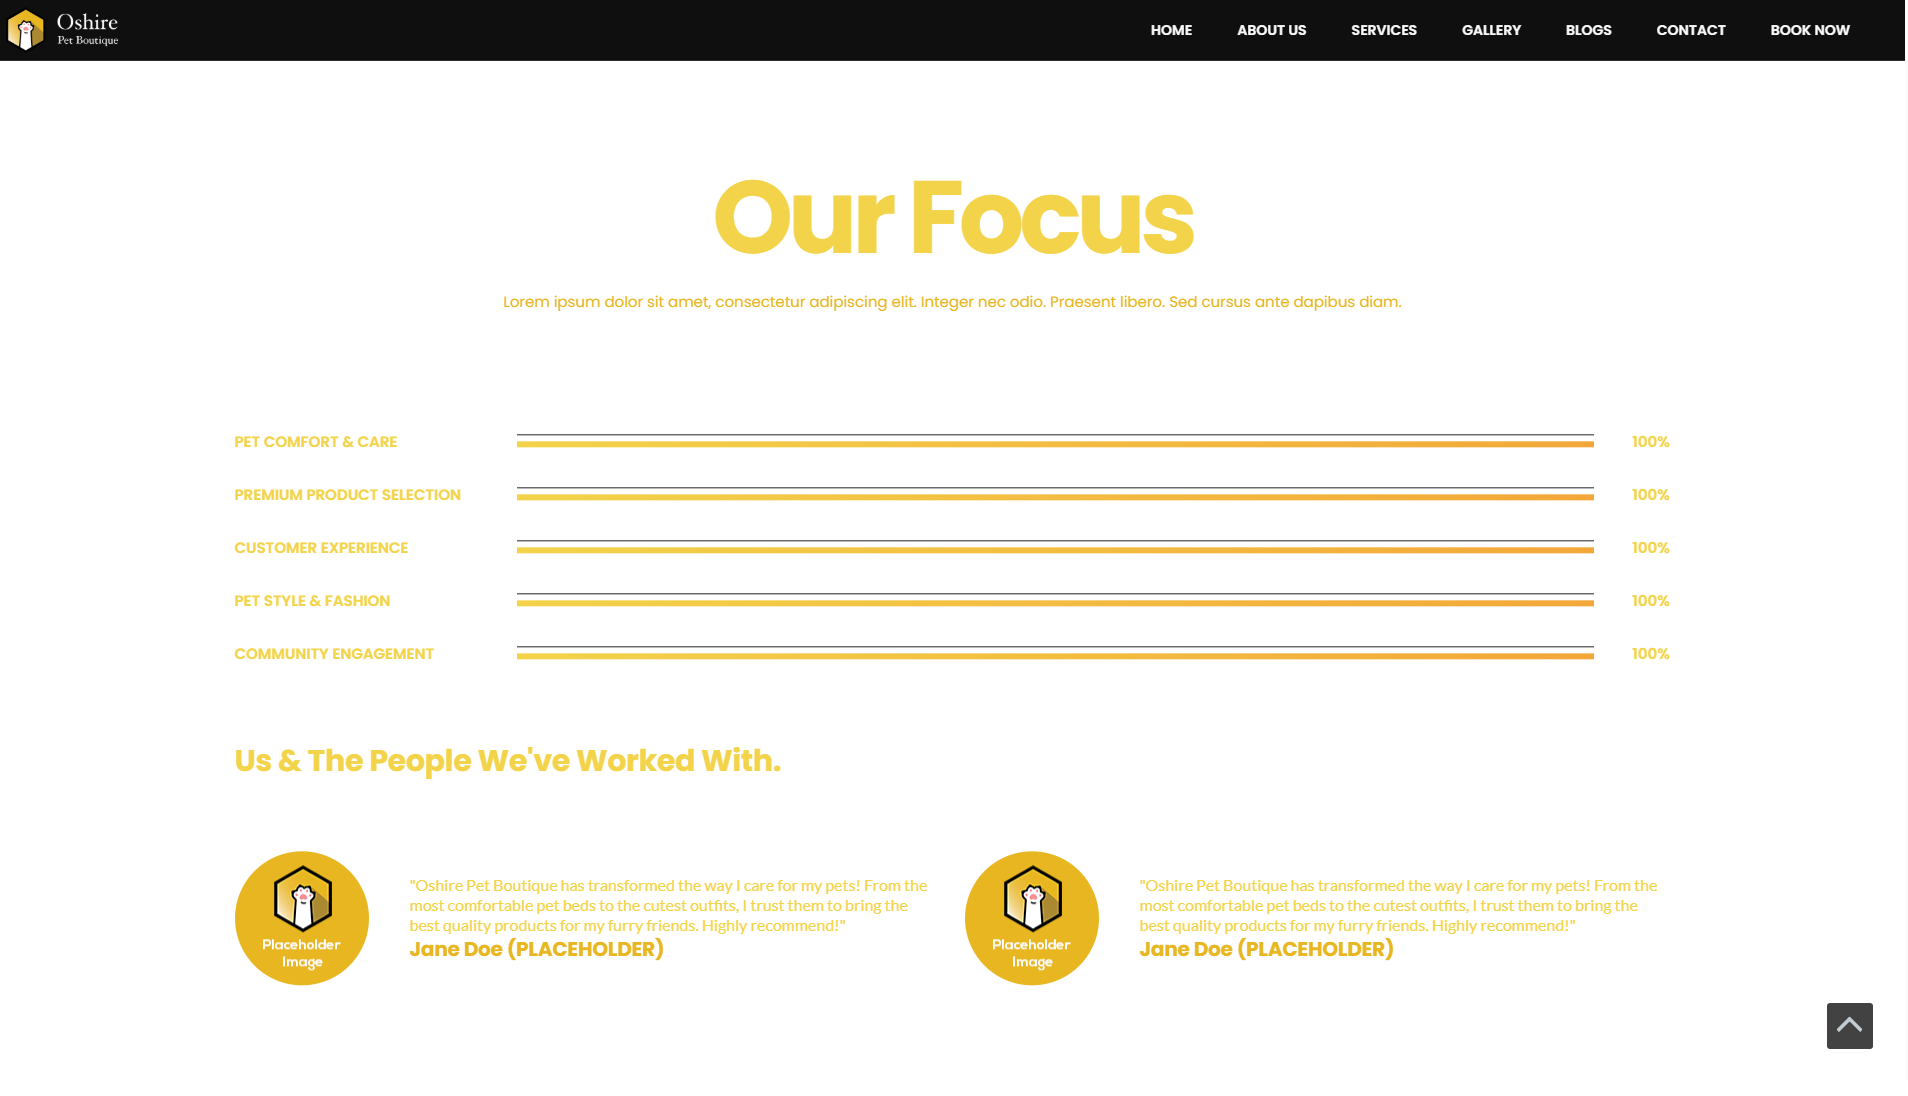 Oshire
Pet Boutique
HOME ABOUT US SERVICES GALLERY BLOGS CONTACT BOOK NOW
Our Focus
Lorem ipsum dolor sit amet, consectetur adipiscing elit. Integer nec odio. Praesent libero. Sed cursus ante dapibus diam.
PET COMFORT & CARE 100%
PREMIUM PRODUCT SELECTION 100%
CUSTOMER EXPERIENCE 100%
PET STYLE & FASHION 100%
COMMUNITY ENGAGEMENT 100%
Us & The People We've Worked With.
Placeholder
Image
"Oshire Pet Boutique has transformed the way I care for my pets! From the
most comfortable pet beds to the cutest outfits, I trust them to bring the
best quality products for my furry friends. Highly recommend!"
Jane Doe (PLACEHOLDER)
Placeholder
Image
"Oshire Pet Boutique has transformed the way I care for my pets! From the
most comfortable pet beds to the cutest outfits, I trust them to bring the
best quality products for my furry friends. Highly recommend!"
Jane Doe (PLACEHOLDER)